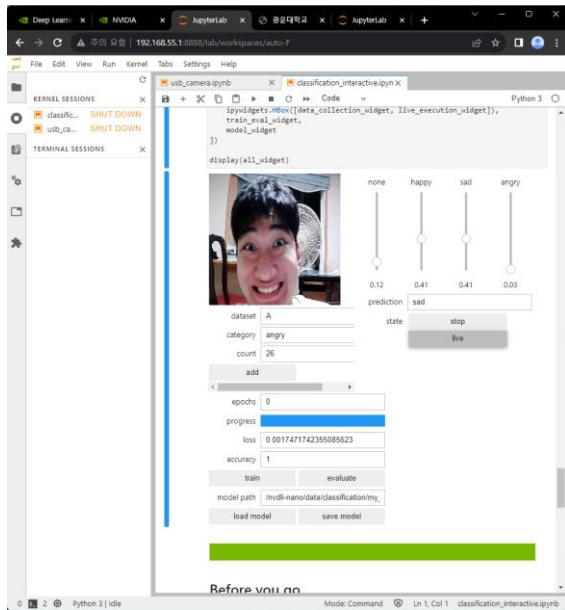 Deep Learni
NVIDIA
JupyterLab
광운대학교
JupyterLab
주의 요함
192.168.55.1:8888/lab/workspaces/auto-F
File Edit View Run Kernel Tabs Settings Help
KERNEL SESSIONS
classific... SHUT DOWN
usb_ca... SHUT DOWN
TERMINAL SESSIONS
usb_camera.ipynb
classification_interactive.ipyn
Code
Python 3
ipywidgets.HBox([data_collection_widget, live_execution_widget]),
train_eval_widget,
model_widget
])
display(all_widget)
none happy sad angry
0.12 0.41 0.41 0.03
prediction sad
state stop
live
dataset A
category angry
count 26
add
epochs 0
progress
loss 0.0017471742355085623
accuracy 1
train evaluate
model path /nvdli-nano/data/classification/my_
load model save model
Before you go
0 2 Python 3 | Idle
Mode: Command Ln 1, Col 1 classification_interactive.ipynb